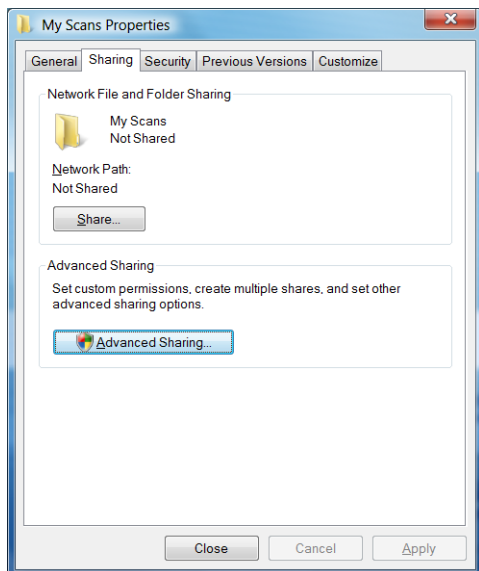 My Scans Properties
General Sharing Security Previous Versions Customize
Network File and Folder Sharing
My Scans
Not Shared
Network Path:
Not Shared
Share...
Advanced Sharing
Set custom permissions, create multiple shares, and set other
advanced sharing options.
Advanced Sharing...
Close Cancel Apply